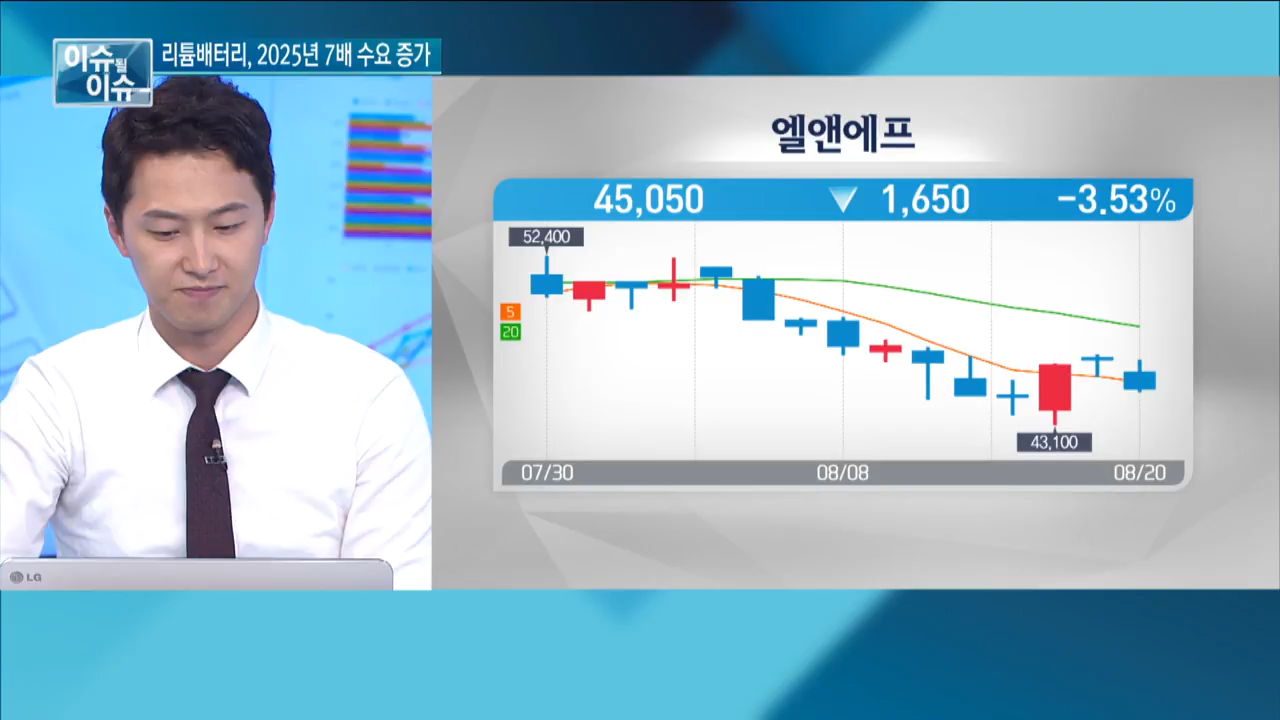 이슈될
이슈
리튬배터리, 2025년 7배 수요 증가
엘앤에프
45,050 ▼ 1,650 -3.53%
52,400
5
20
43,100
07/30 08/08 08/20
LG